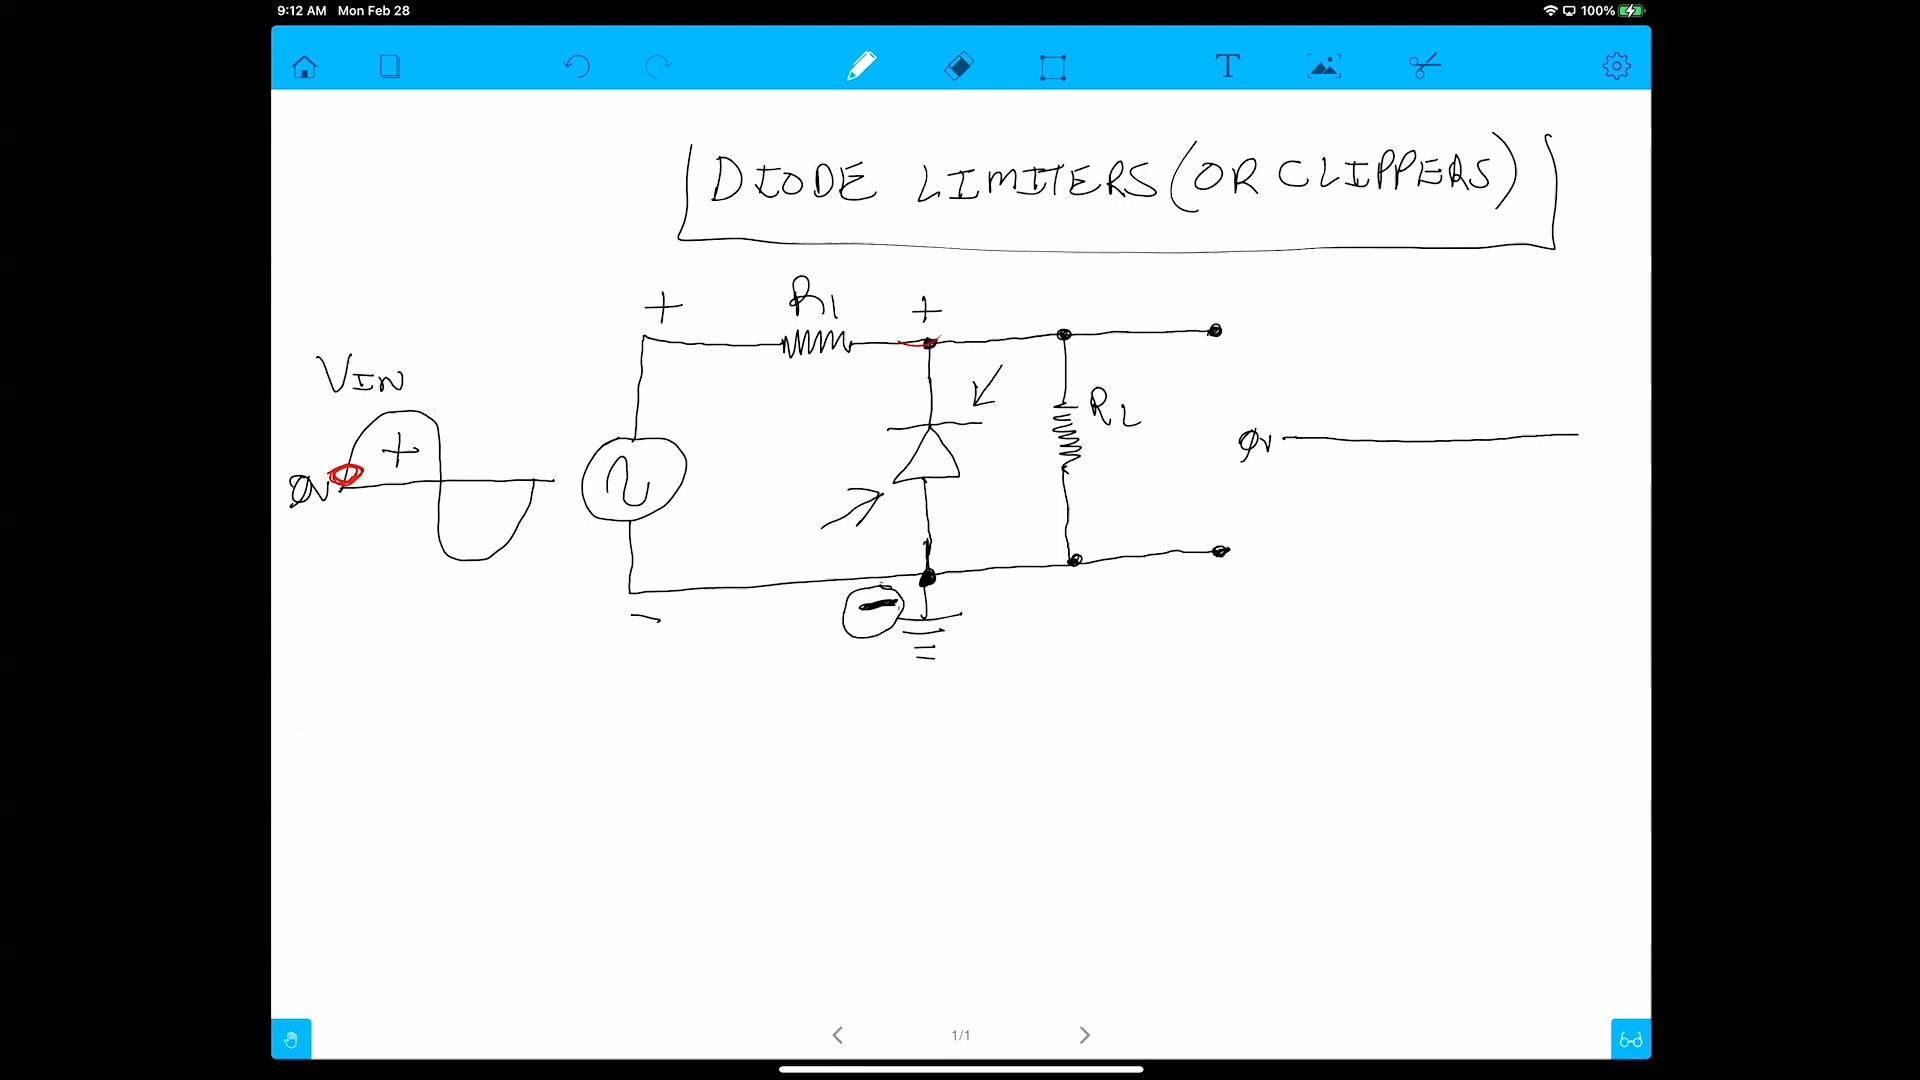 9:12 AM Mon Feb 28
100%
T
DIODE LIMITERS (OR CLIPPERS)
+
R1
+
VIN
+
0V
RL
0V
−
−
1/1